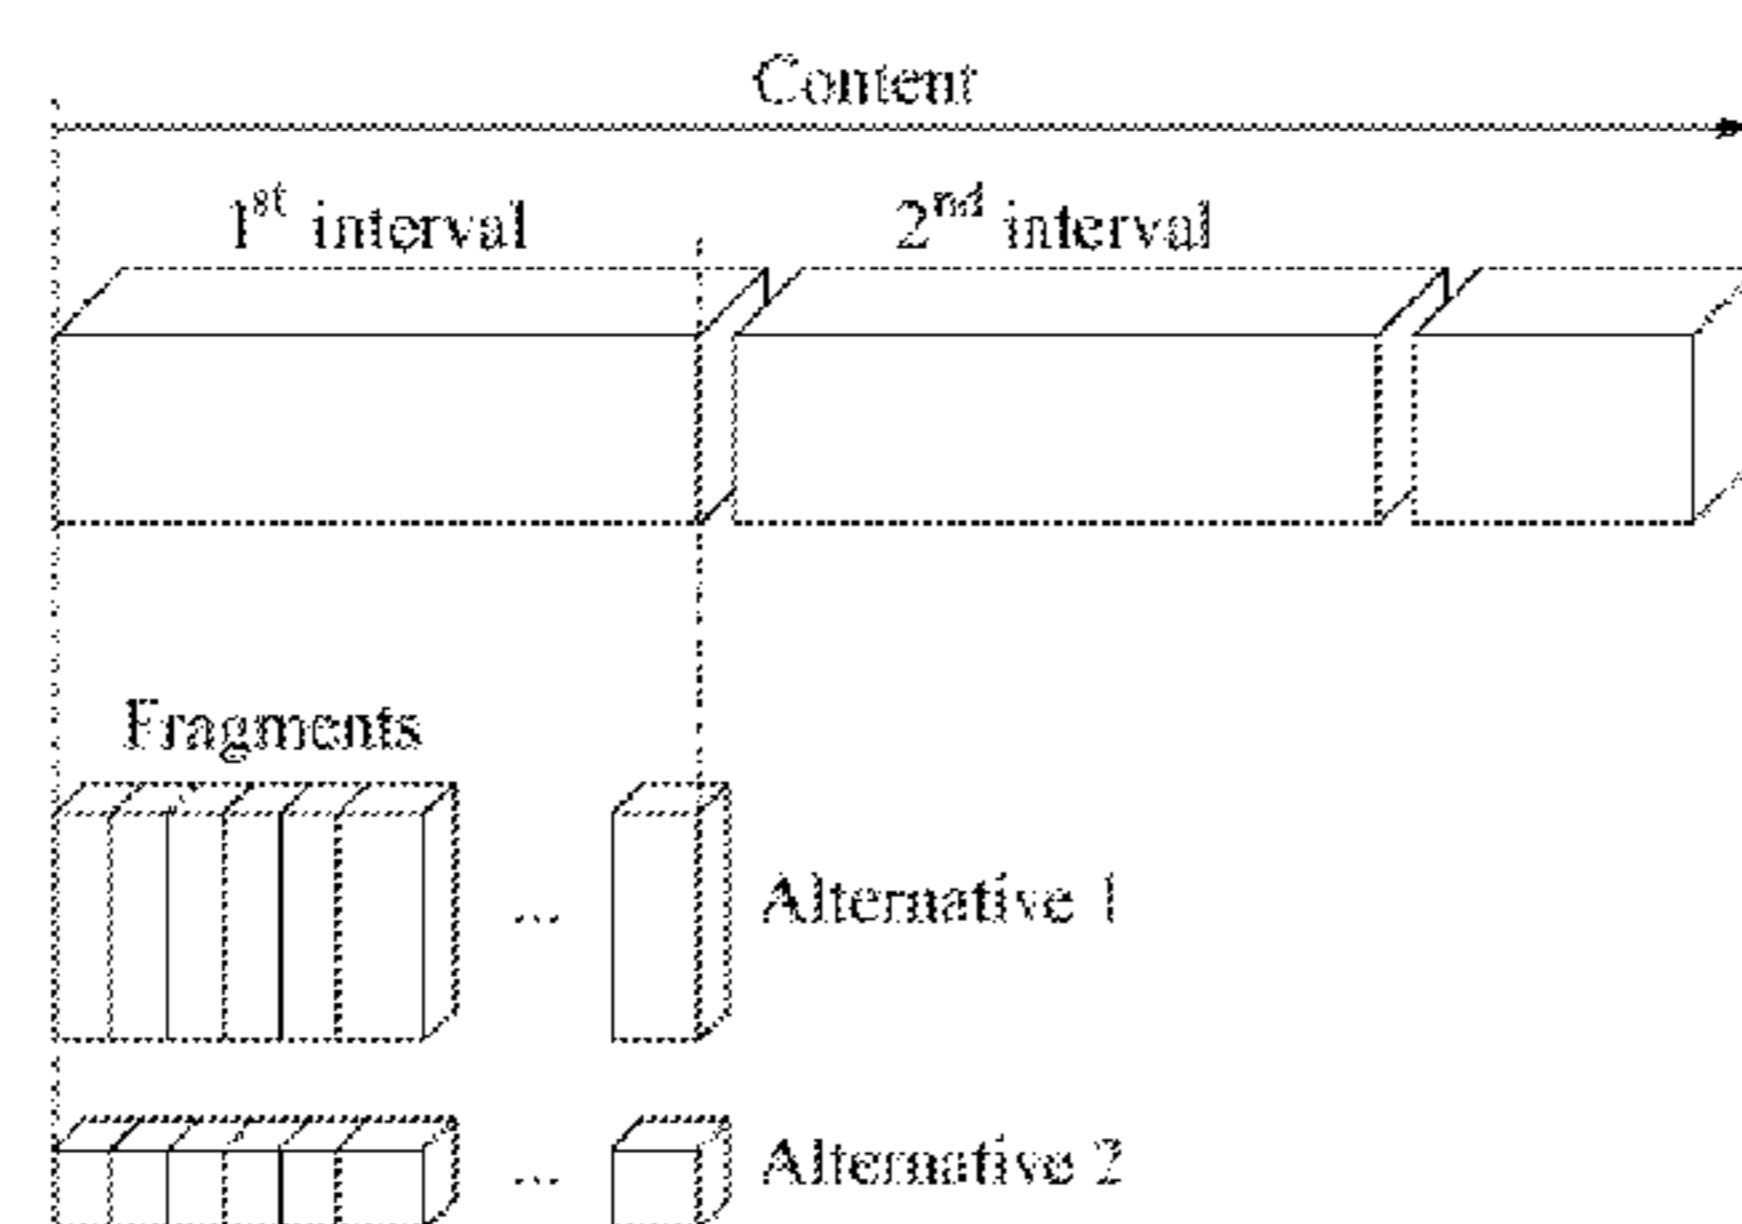 Content
1st interval
2nd interval
Fragments
... Alternative 1
... Alternative 2